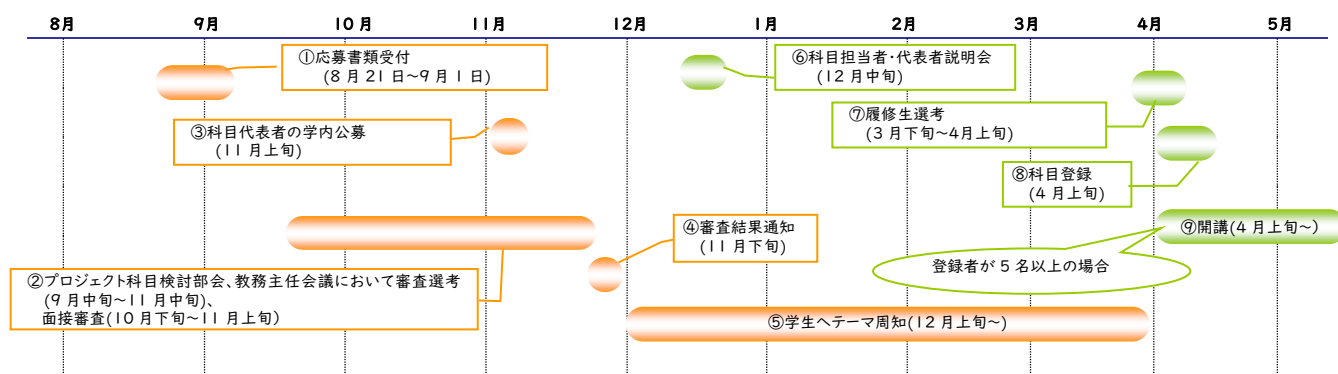 8月 9月 10月 11月 12月 1月 2月 3月 4月 5月
①応募書類受付
(8月21日~9月1日)
⑥科目担当者・代表者説明会
(12月中旬)
⑦履修生選考
(3月下旬~4月上旬)
③科目代表者の学内公募
(11月上旬)
⑧科目登録
(4月上旬)
④審査結果通知
(11月下旬)
⑨開講(4月上旬~)
登録者が5名以上の場合
②プロジェクト科目検討部会、教務主任会議において審査選考
(9月中旬~11月中旬)、
面接審査(10月下旬~11月上旬)
⑤学生へテーマ周知(12月上旬~)